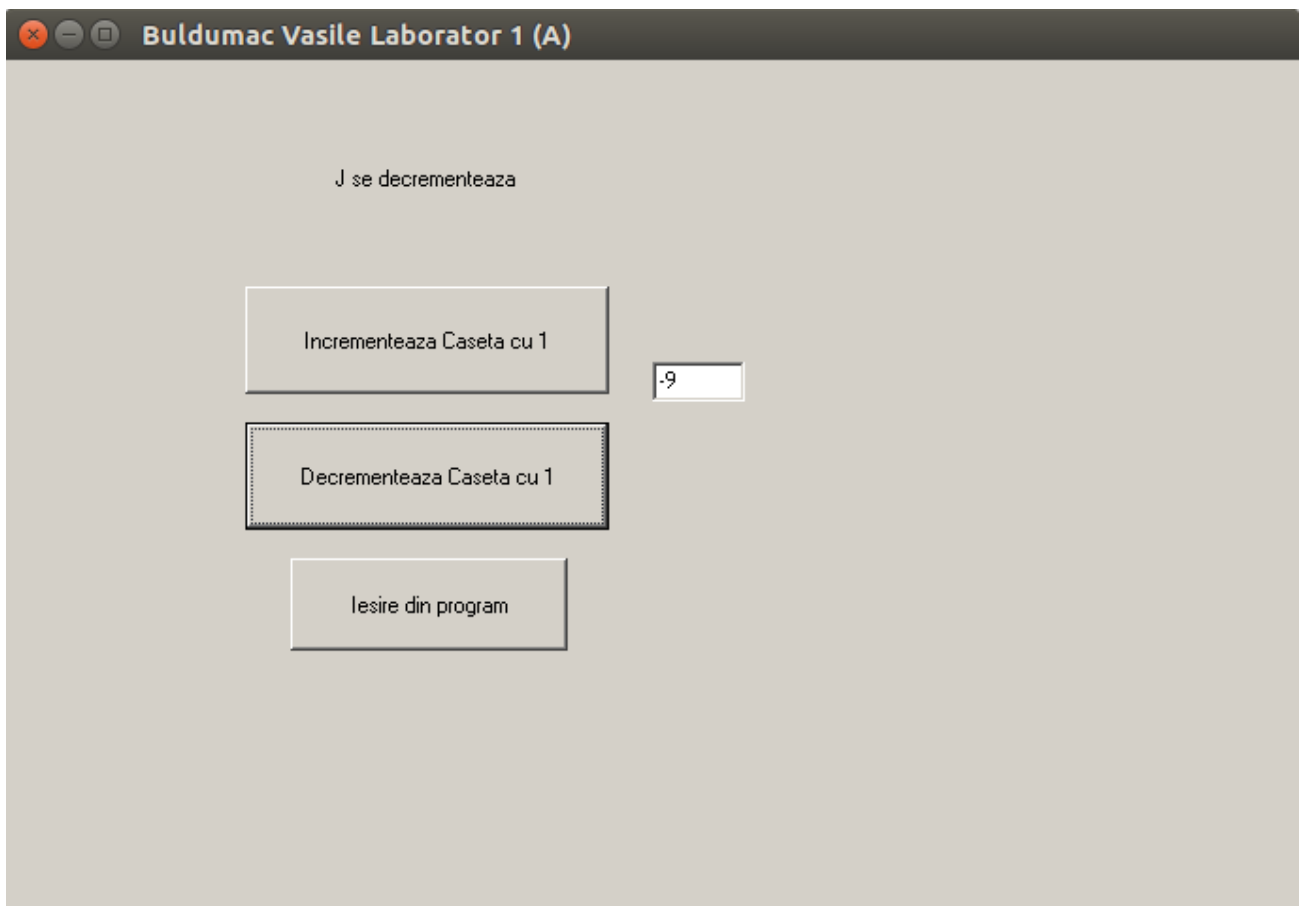 Buldumac Vasile Laborator 1 (A)
J se decrementeaza
Incrementeaza Caseta cu 1
-9
Decrementeaza Caseta cu 1
Iesire din program